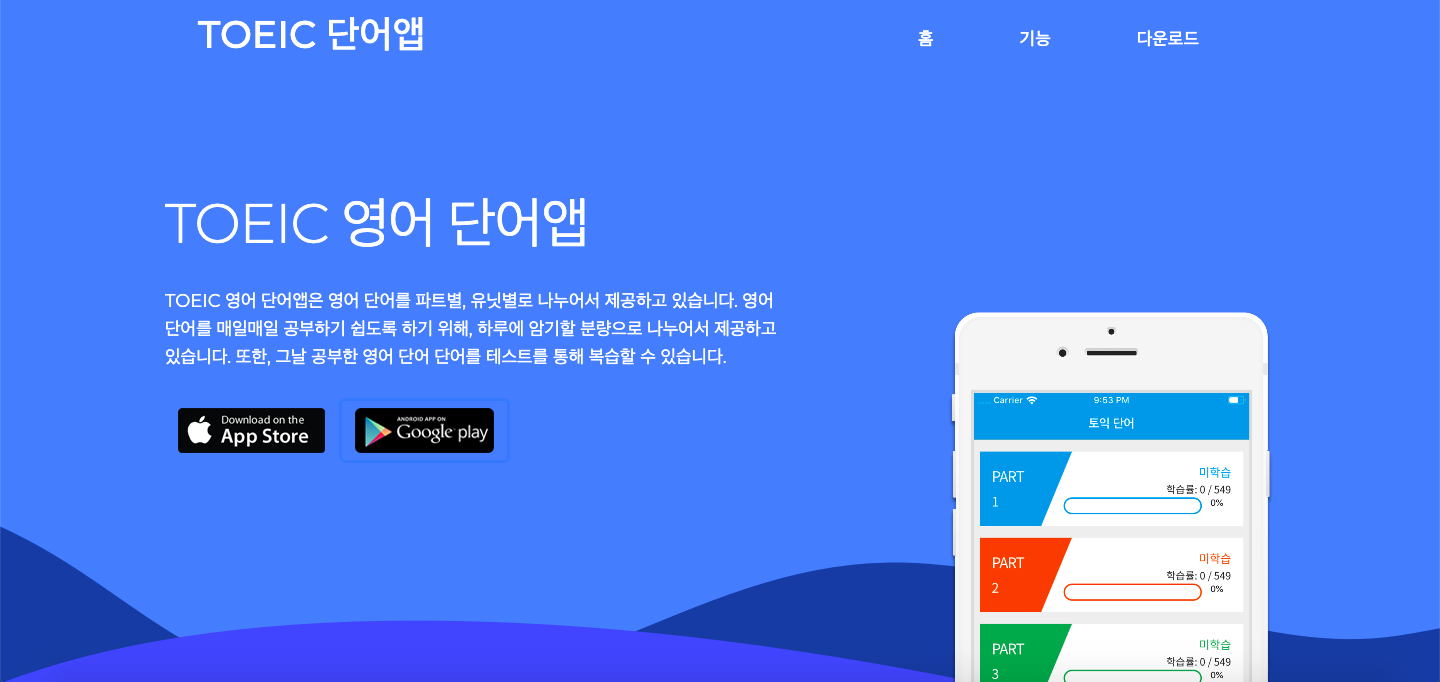 TOEIC 단어앱
홈
기능
다운로드
TOEIC 영어 단어앱
TOEIC 영어 단어앱은 영어 단어를 파트별, 유닛별로 나누어서 제공하고 있습니다. 영어
단어를 매일매일 공부하기 쉽도록 하기 위해, 하루에 암기할 분량으로 나누어서 제공하고
있습니다. 또한, 그날 공부한 영어 단어 단어를 테스트를 통해 복습할 수 있습니다.
Download on the
App Store
ANDROID APP ON
Google play
Carrier
9:53 PM
토익 단어
PART
1
미학습
학습률: 0 / 549
0%
PART
2
미학습
학습률: 0 / 549
0%
PART
3
미학습
학습률: 0 / 549
0%